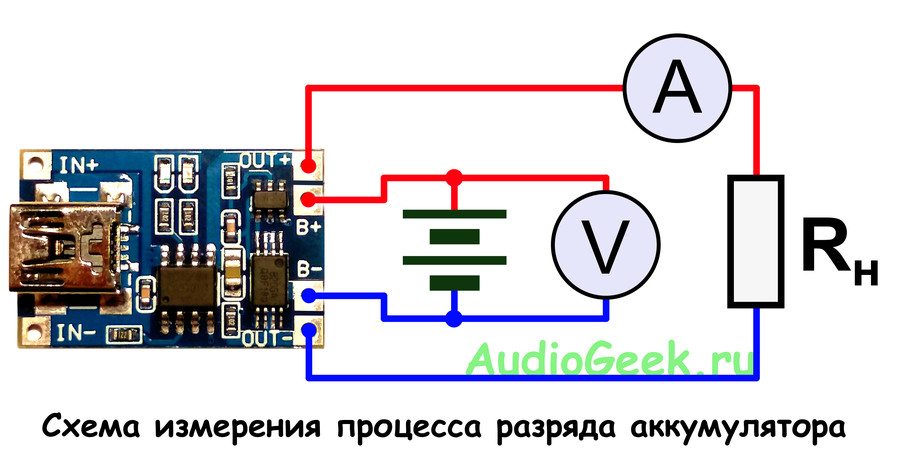 IN+
OUT+
B+
B-
OUT-
IN-
A
V
Rн
AudioGeek.ru
Схема измерения процесса разряда аккумулятора